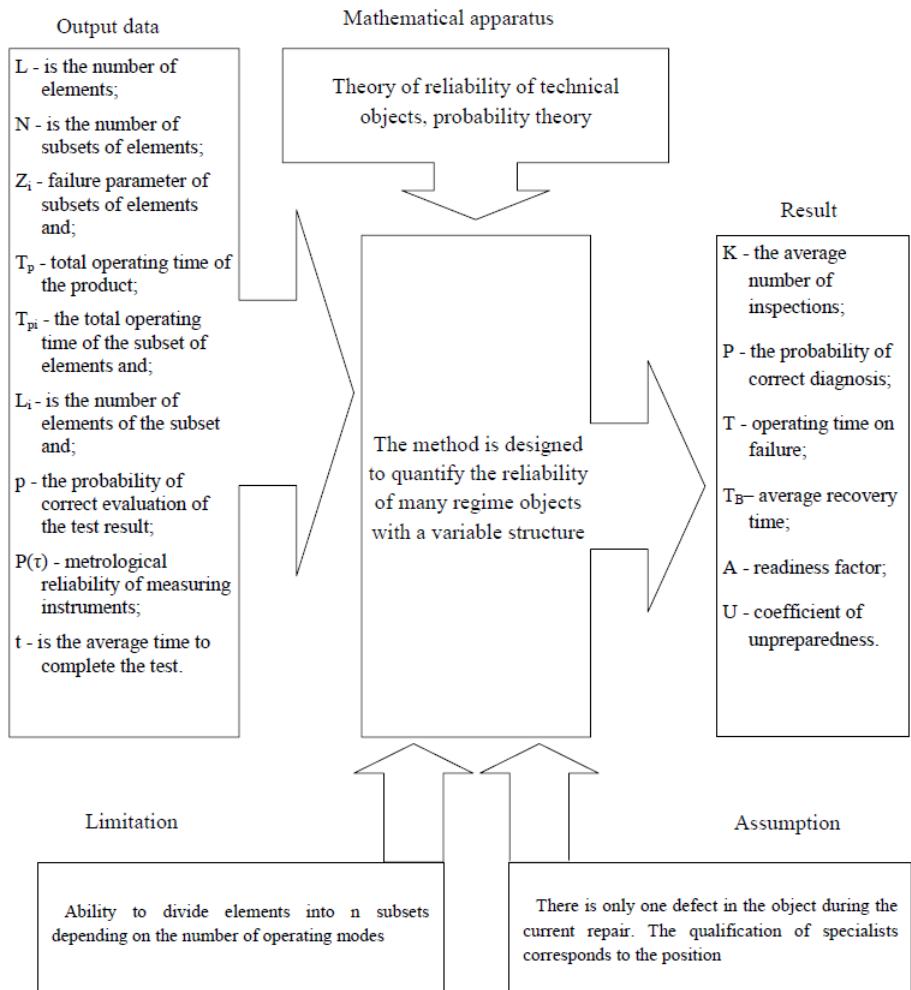 Output data
L - is the number of
elements;
N - is the number of
subsets of elements;
Zi - failure parameter of
subsets of elements
and;
Tp - total operating time of
the product;
Tpi - the total operating
time of the subset of
elements and;
Li - is the number of
elements of the subset
and;
p - the probability of
correct evaluation of
the test result;
P(τ) - metrological
reliability of measuring
instruments;
t - is the average time to
complete the test.
Mathematical apparatus
Theory of reliability of technical
objects, probability theory
The method is designed
to quantify the reliability
of many regime objects
with a variable structure
Result
K - the average
number of
inspections;
P - the probability of
correct diagnosis;
T - operating time on
failure;
TB– average recovery
time;
A - readiness factor;
U - coefficient of
unpreparedness.
Limitation
Ability to divide elements into n subsets
depending on the number of operating modes
Assumption
There is only one defect in the object during the
current repair. The qualification of specialists
corresponds to the position